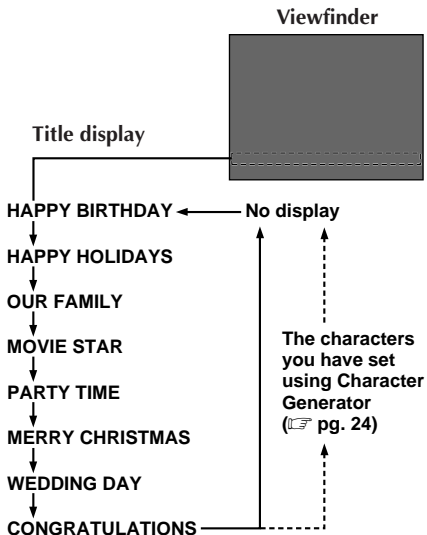 Viewfinder
Title display
HAPPY BIRTHDAY
No display
HAPPY HOLIDAYS
OUR FAMILY
MOVIE STAR
PARTY TIME
MERRY CHRISTMAS
WEDDING DAY
CONGRATULATIONS
The characters
you have set
using Character
Generator
(☞ pg. 24)